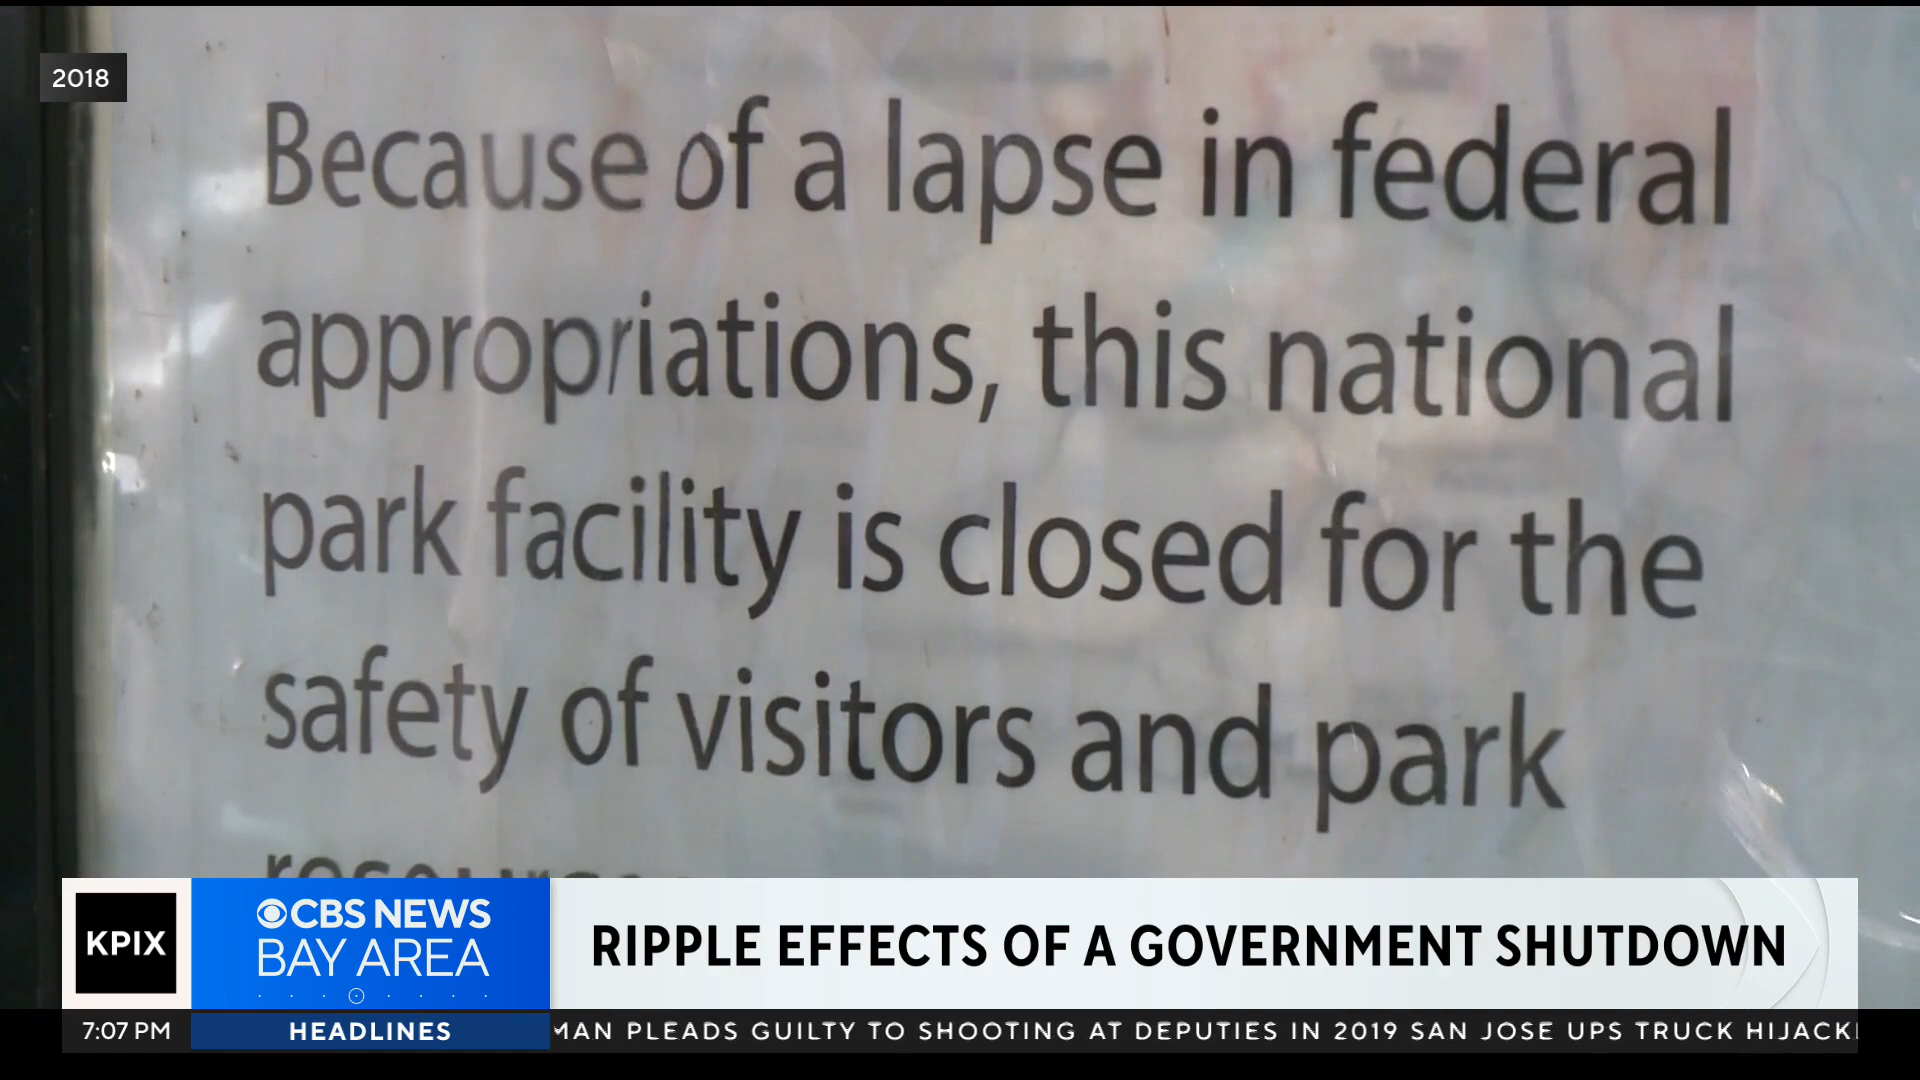 2018
Because of a lapse in federal
appropriations, this national
park facility is closed for the
safety of visitors and park
KPIX
CBS NEWS
BAY AREA
RIPPLE EFFECTS OF A GOVERNMENT SHUTDOWN
7:07 PM
HEADLINES
MAN PLEADS GUILTY TO SHOOTING AT DEPUTIES IN 2019 SAN JOSE UPS TRUCK HIJACK